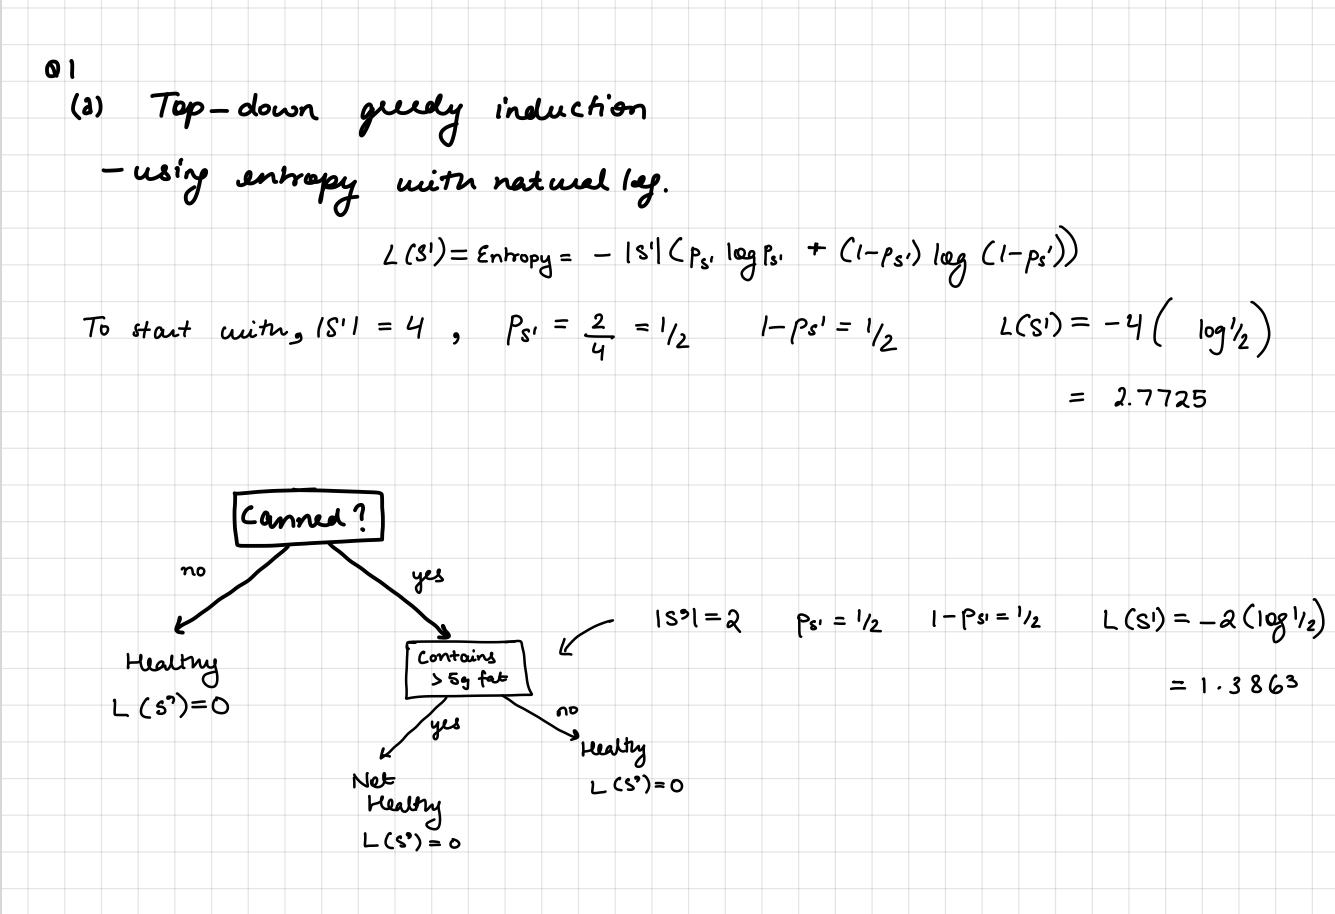 Q1
(a) Top-down greedy induction
- using entropy with natural log.
L(S') = Entropy = - |S'| (p_{S'} log p_{S'} + (1-p_{S'}) log (1-p_{S'}))
To start with, |S'| = 4 , p_{S'} = 2/4 = 1/2 1-p_{S'} = 1/2 L(S') = -4 ( log 1/2 )
= 2.7725
Canned?
no
yes
Healthy
L(S') = 0
Contains
> 5g fat
|S'| = 2 p_{S'} = 1/2 1-p_{S'} = 1/2 L(S') = -2 (log 1/2)
= 1.3863
yes
no
Not
Healthy
L(S') = 0
Healthy
L(S') = 0